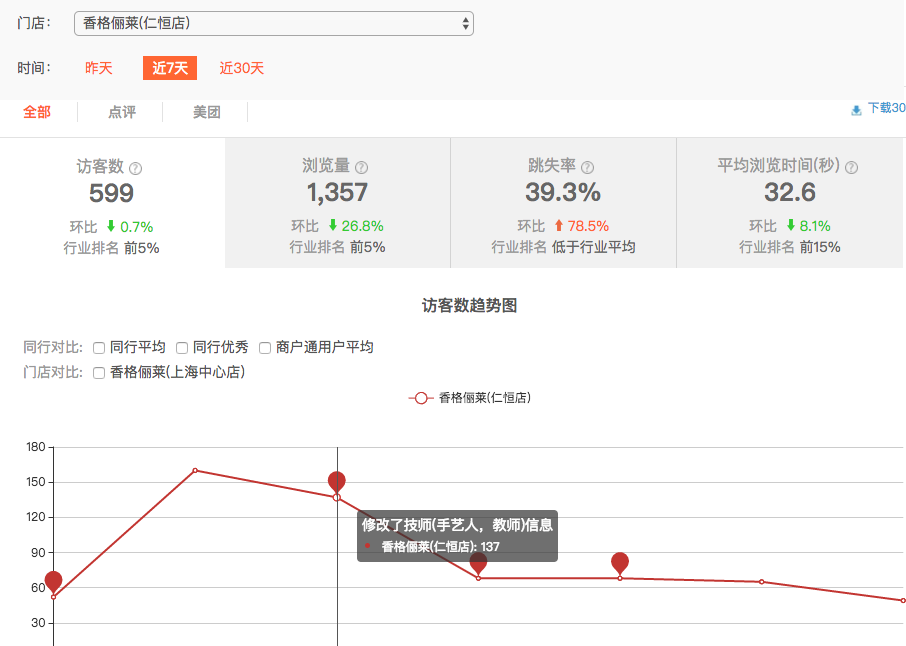 门店： 香格俪莱(仁恒店)
时间： 昨天 近7天 近30天
全部 点评 美团 下载30
访客数 ? 浏览量 ? 跳失率 ? 平均浏览时间(秒) ?
599 1,357 39.3% 32.6
环比 0.7% 环比 26.8% 环比 78.5% 环比 8.1%
行业排名 前5% 行业排名 前5% 行业排名 低于行业平均 行业排名 前15%
访客数趋势图
同行对比: 同行平均 同行优秀 商户通用户平均
门店对比: 香格俪莱(上海中心店)
香格俪莱(仁恒店)
180
150
120
修改了技师(手艺人，教师)信息
香格俪莱(仁恒店): 137
90
60
30